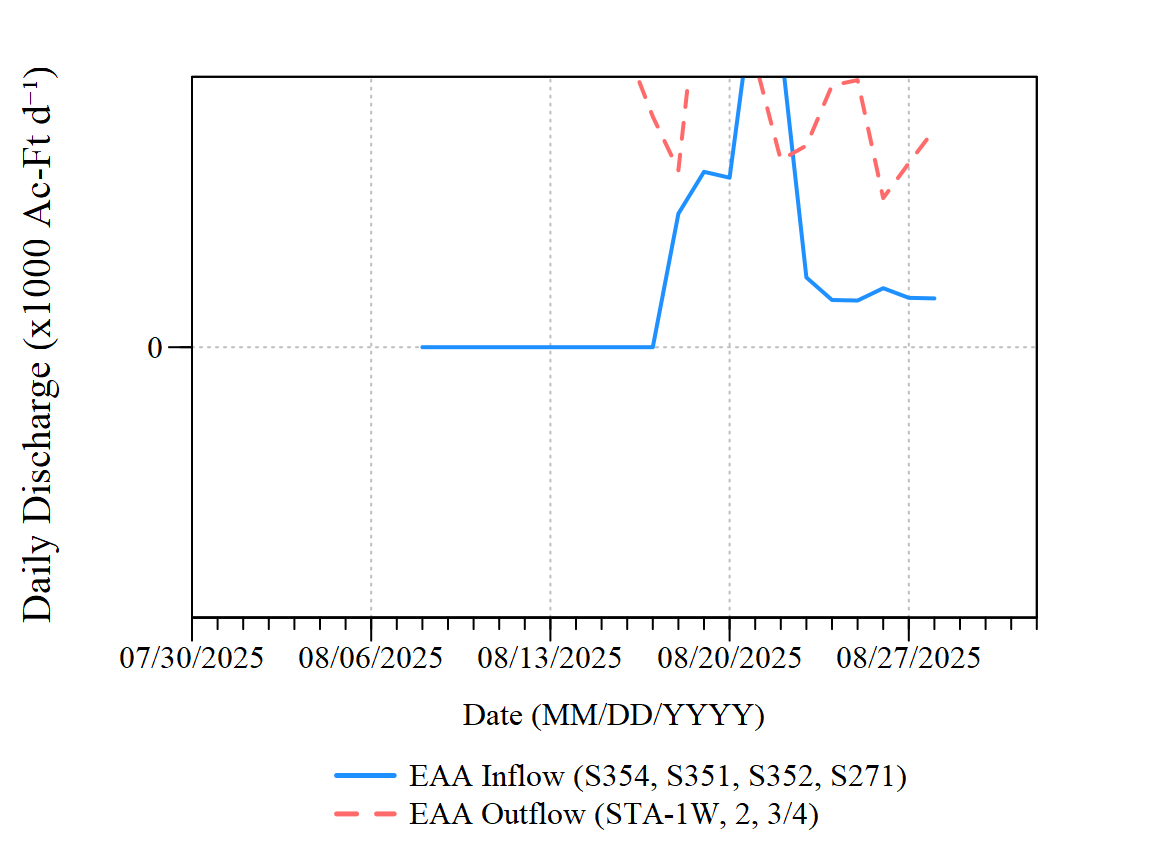 Daily Discharge (x1000 Ac-Ft d⁻¹)
0
07/30/2025 08/06/2025 08/13/2025 08/20/2025 08/27/2025
Date (MM/DD/YYYY)
EAA Inflow (S354, S351, S352, S271)
EAA Outflow (STA-1W, 2, 3/4)